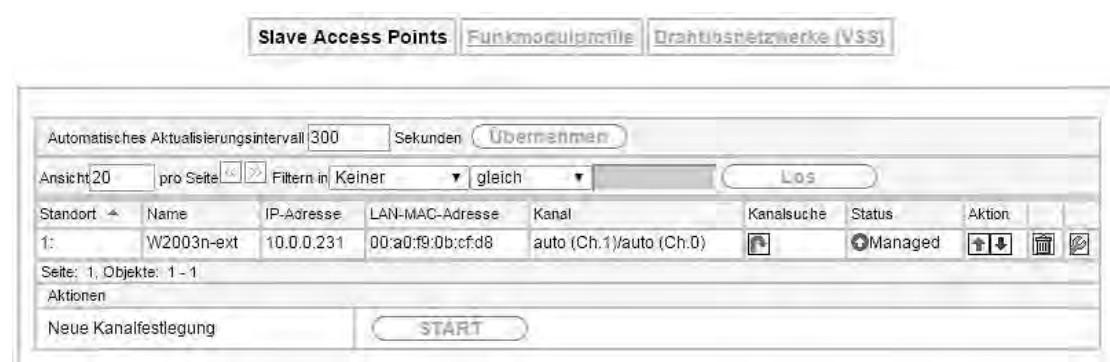 Slave Access Points Funkmodulprofile Drahtlosnetzwerke (VSS)
Automatisches Aktualisierungsintervall 300 Sekunden Übernehmen
Ansicht 20 pro Seite << >> Filtern in Keiner gleich Los
Standort Name IP-Adresse LAN-MAC-Adresse Kanal Kanalsuche Status Aktion
1: W2003n-ext 10.0.0.231 00:a0:f9:0b:cf:d8 auto (Ch.1)/auto (Ch.0) Managed
Seite: 1, Objekte: 1 - 1
Aktionen
Neue Kanalfestlegung START